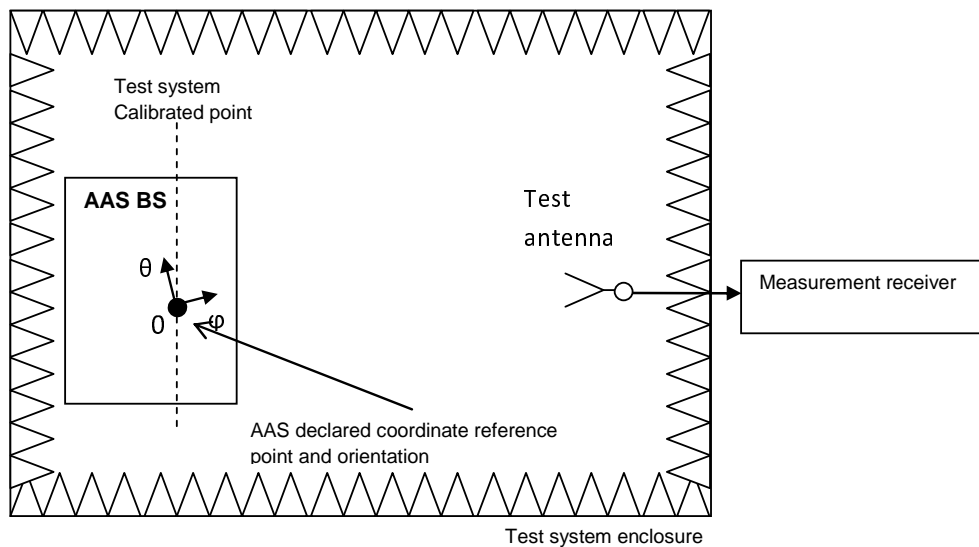 Test system
Calibrated point
AAS BS
Test
antenna
θ
0
φ
Measurement receiver
AAS declared coordinate reference
point and orientation
Test system enclosure